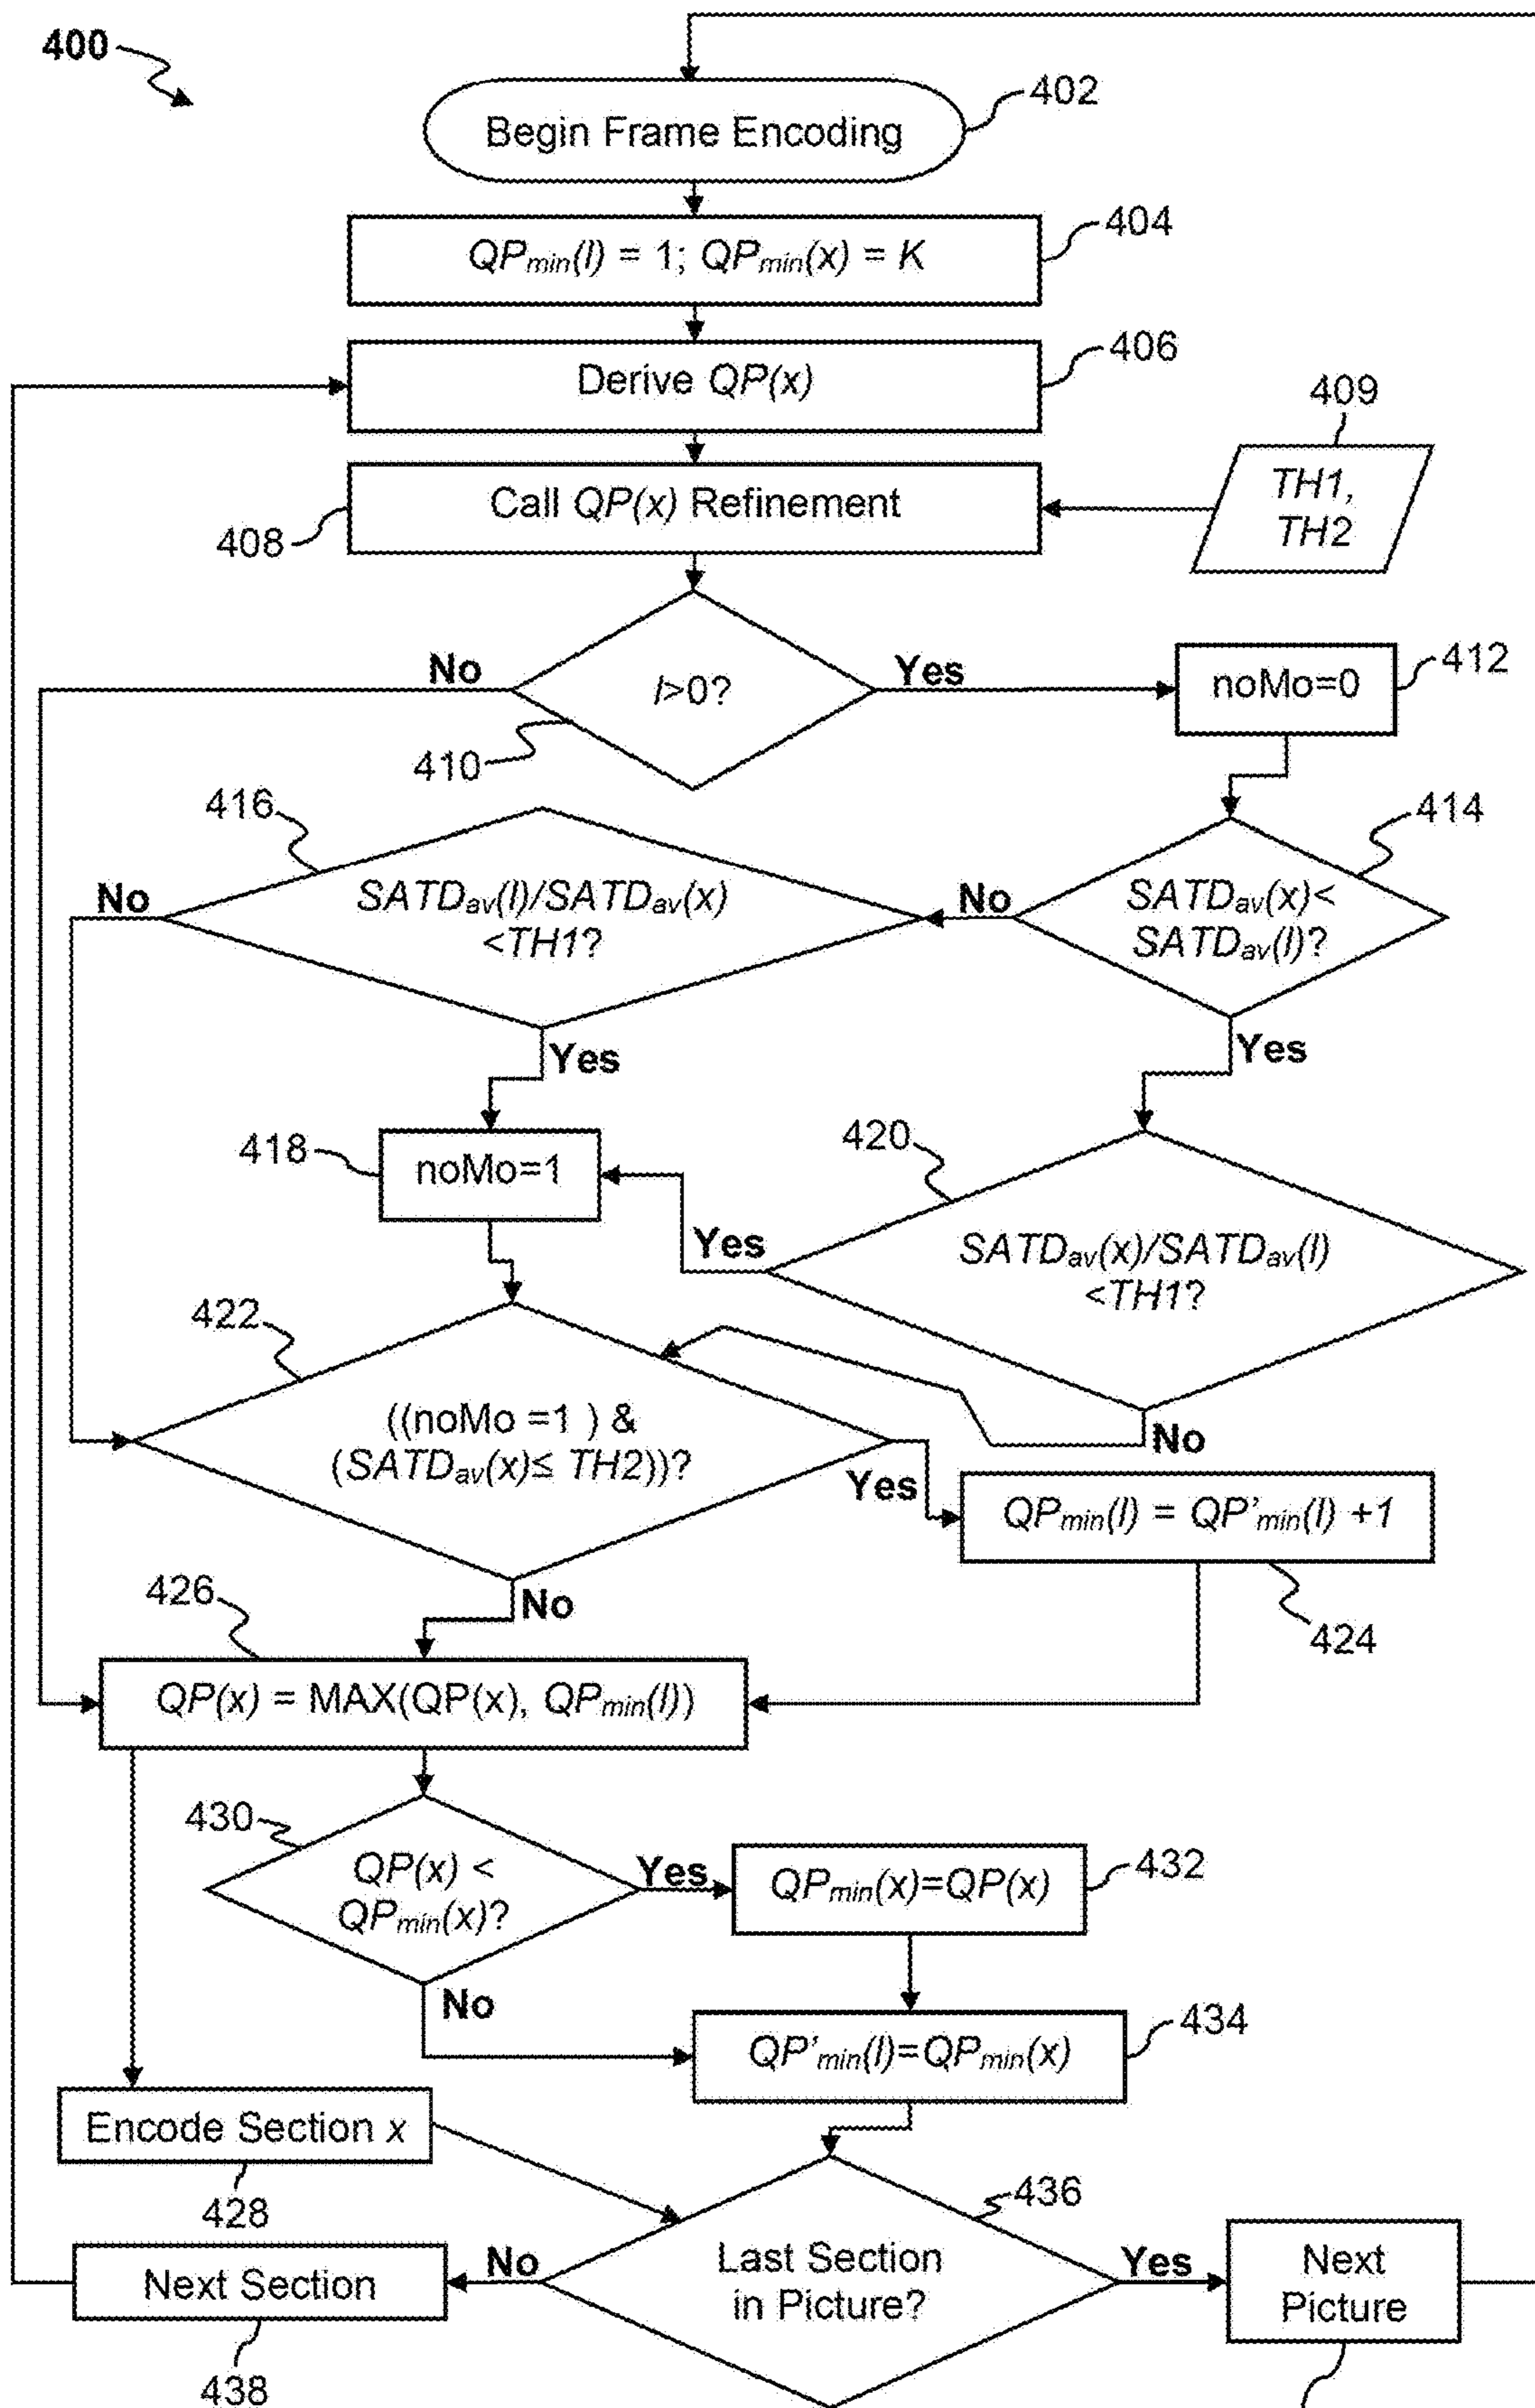 400
402
Begin Frame Encoding
404
QPmin(l) = 1; QPmin(x) = K
406
Derive QP(x)
409
TH1,
TH2
Call QP(x) Refinement
408
No
l>0?
Yes
noMo=0
412
410
416
414
No
SATDav(l)/SATDav(x)
<TH1?
No
SATDav(x)<
SATDav(l)?
Yes
Yes
418
noMo=1
420
Yes
SATDav(x)/SATDav(l)
<TH1?
422
((noMo =1 ) &
(SATDav(x)≤ TH2))?
No
Yes
QPmin(l) = QP'min(l) +1
426
No
424
QP(x) = MAX(QP(x), QPmin(l))
430
QP(x) <
QPmin(x)?
Yes
QPmin(x)=QP(x)
432
No
QP'min(l)=QPmin(x)
434
Encode Section x
428
436
Next Section
No
Last Section
in Picture?
Yes
Next
Picture
438